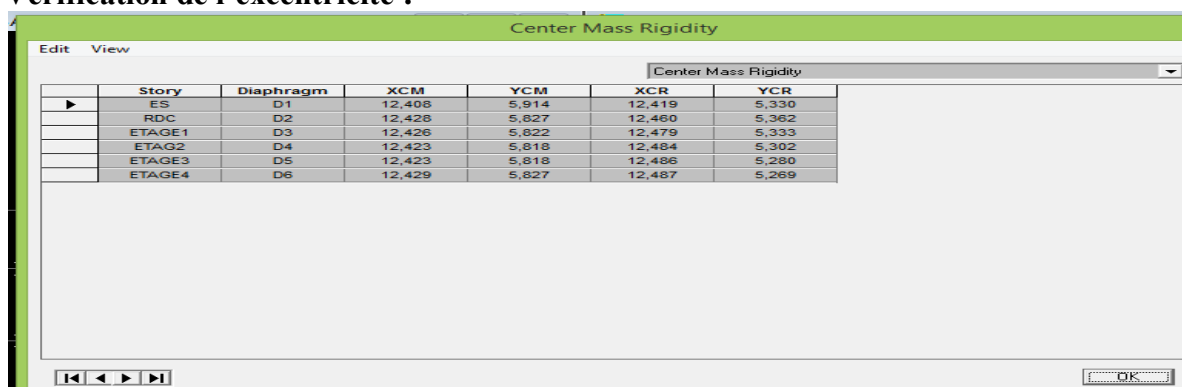 Vérification de l'excentricité :
Center Mass Rigidity
Edit View
Center Mass Rigidity
Story Diaphragm XCM YCM XCR YCR
ES D1 12,408 5,914 12,419 5,330
RDC D2 12,428 5,827 12,460 5,362
ETAGE1 D3 12,426 5,822 12,479 5,333
ETAG2 D4 12,423 5,818 12,484 5,302
ETAGE3 D5 12,423 5,818 12,486 5,280
ETAGE4 D6 12,429 5,827 12,487 5,269
OK